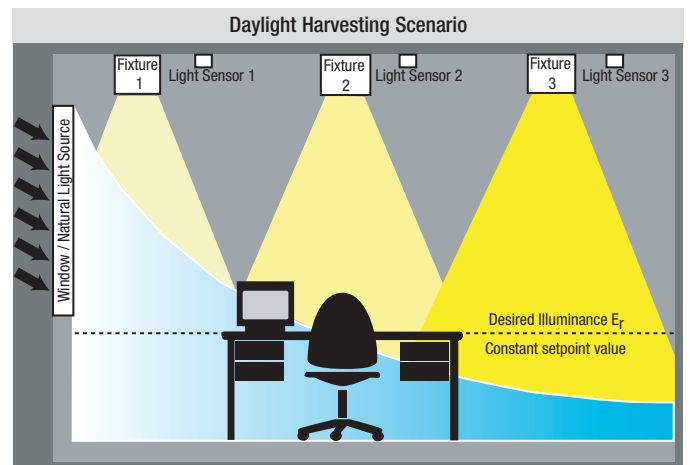 Daylight Harvesting Scenario
Fixture
1
Light Sensor 1
Fixture
2
Light Sensor 2
Fixture
3
Light Sensor 3
Window / Natural Light Source
Desired Illuminance Er
Constant setpoint value